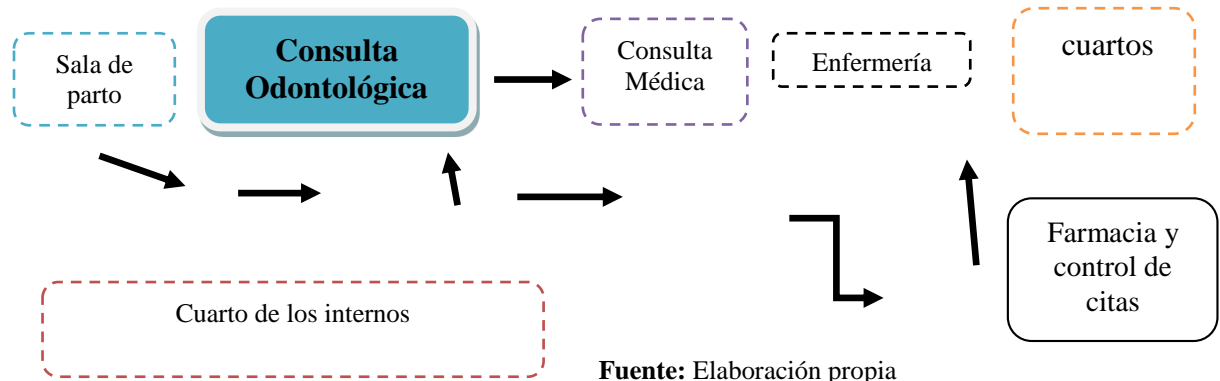 Sala de
parto
Consulta
Odontológica
Consulta
Médica
Enfermería
cuartos
Farmacia y
control de
citas
Cuarto de los internos
Fuente: Elaboración propia